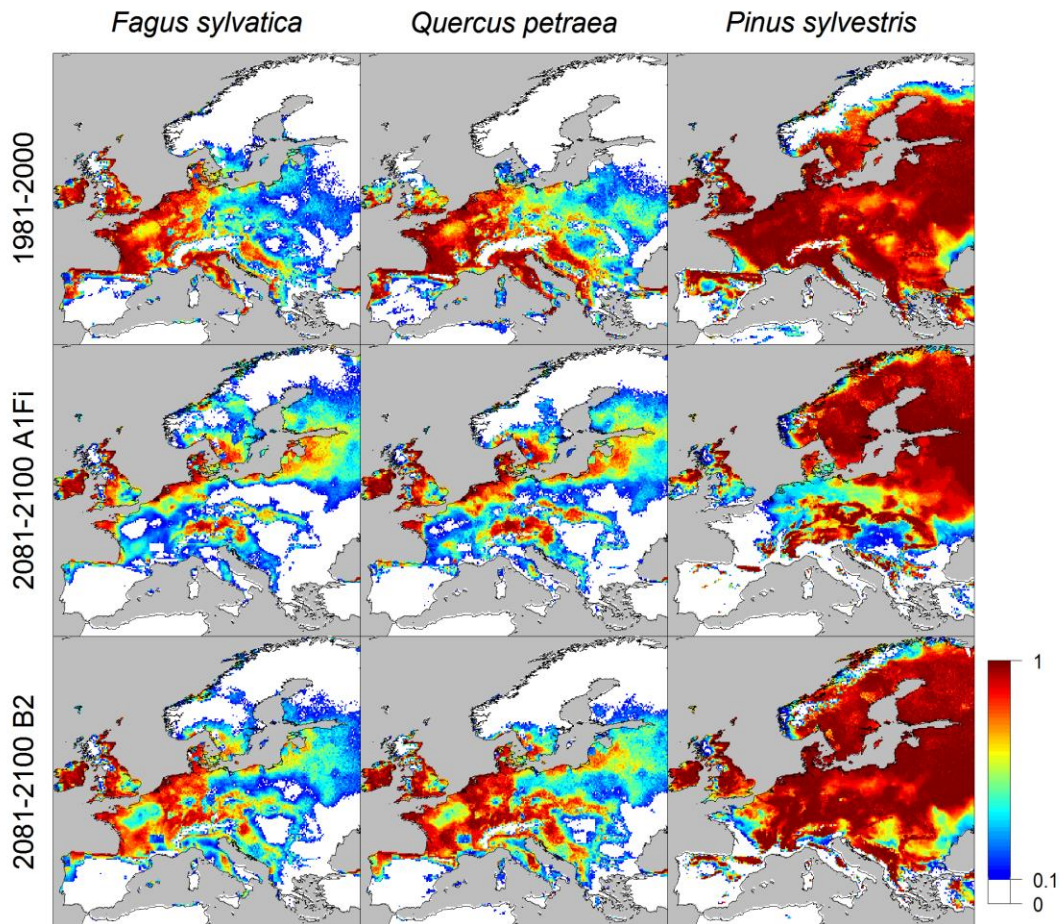 Fagus sylvatica
Quercus petraea
Pinus sylvestris
1981-2000
2081-2100 A1Fi
2081-2100 B2
1
0.1
0